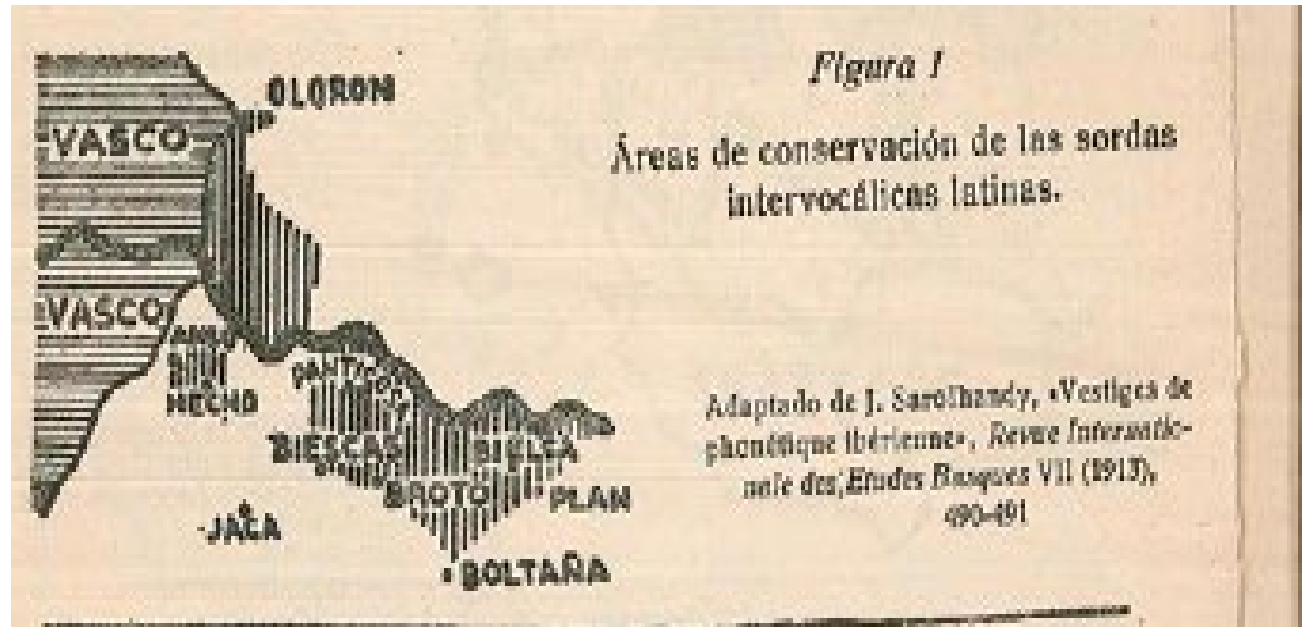 Figura 1
Áreas de conservación de las sordas
intervocálicas latinas.
OLORON
VASCO
VASCO
HECHO
BIESCAS
BIELSA
BROTO
PLAN
JACA
BOLTAÑA
Adaptado de J. Saroïhandy, «Vestiges de
phonétique ibérienne», Revue Internatio-
nale des Etudes Basques VII (1913),
490-491